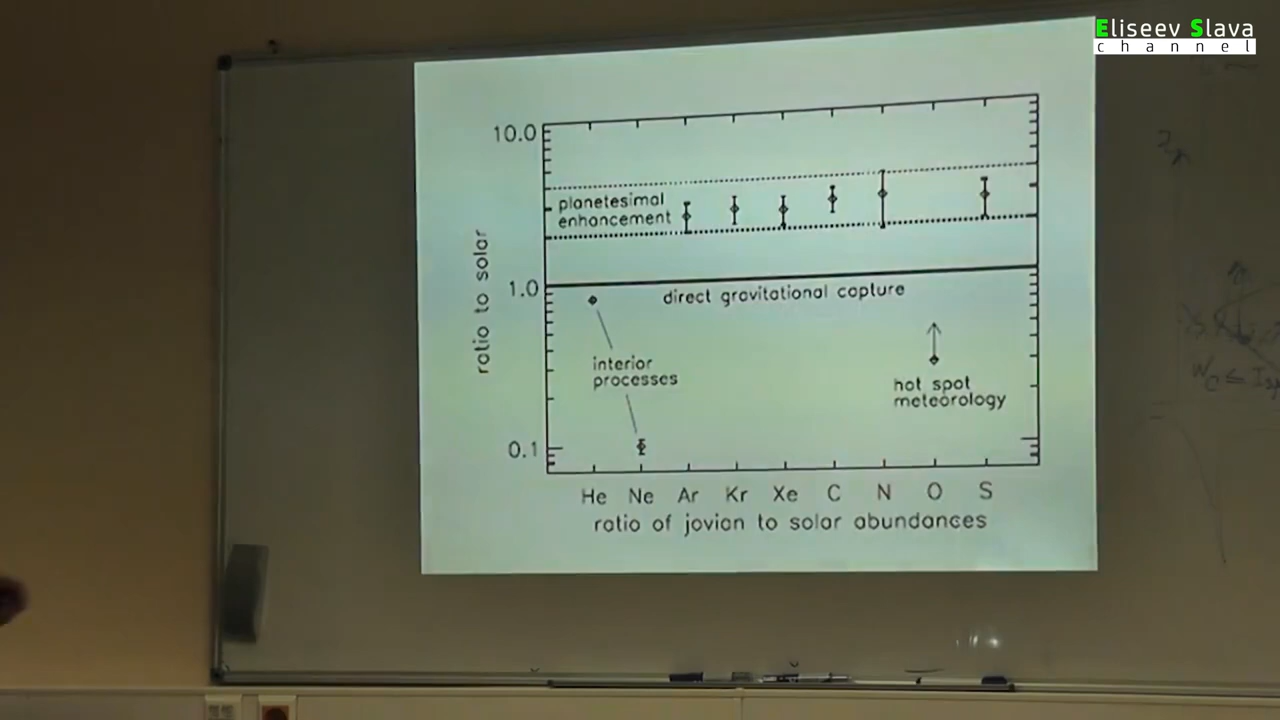 Eliseev Slava
channel
10.0
planetesimal
enhancement
ratio to solar
1.0
direct gravitational capture
interior
processes
hot spot
meteorology
0.1
He Ne Ar Kr Xe C N O S
ratio of jovian to solar abundances